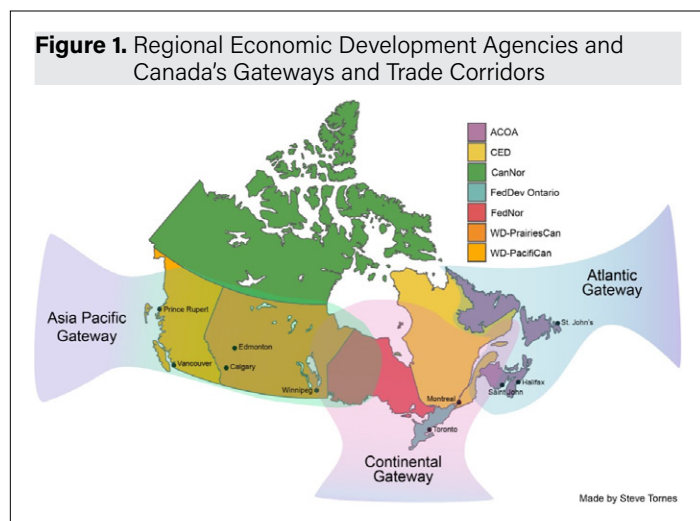 Figure 1. Regional Economic Development Agencies and
Canada's Gateways and Trade Corridors
ACOA
CED
CanNor
FedDev Ontario
FedNor
WD-PrairiesCan
WD-PacifiCan
Asia Pacific
Gateway
Atlantic
Gateway
Prince Rupert
St. John's
Edmonton
Vancouver
Calgary
Winnipeg
Halifax
Saint John
Montreal
Toronto
Continental
Gateway
Made by Steve Tornes